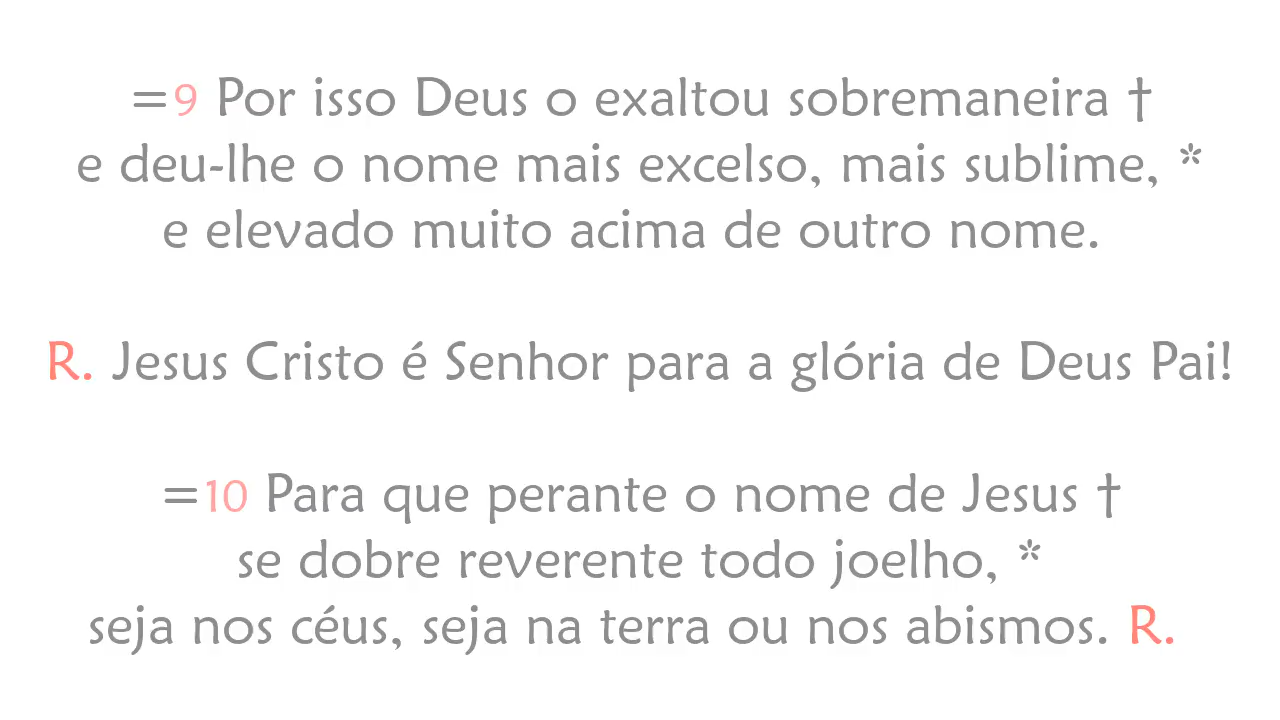 =9 Por isso Deus o exaltou sobremaneira †
e deu-lhe o nome mais excelso, mais sublime, *
e elevado muito acima de outro nome.
R. Jesus Cristo é Senhor para a glória de Deus Pai!
=10 Para que perante o nome de Jesus †
se dobre reverente todo joelho, *
seja nos céus, seja na terra ou nos abismos. R.